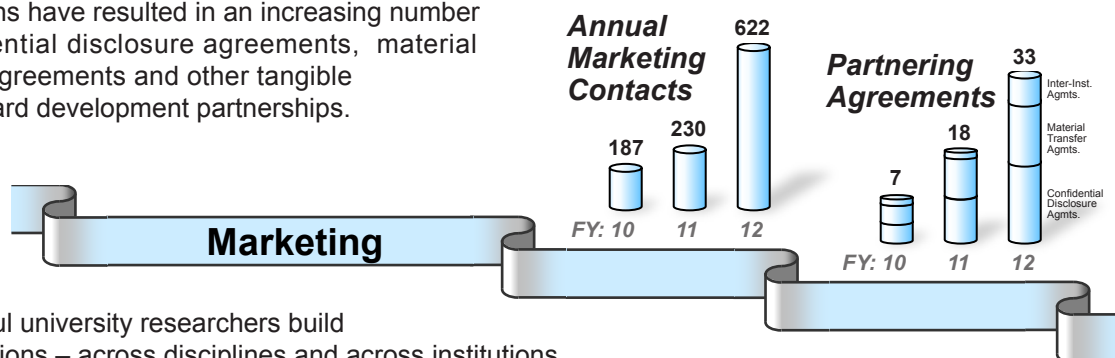 ns have resulted in an increasing number
ential disclosure agreements, material
greements and other tangible
ard development partnerships.
Annual
Marketing
Contacts
187
230
622
FY: 10
11
12
Partnering
Agreements
7
18
33
Inter-Inst.
Agmts.
Material
Transfer
Agmts.
Confidential
Disclosure
Agmts.
FY: 10
11
12
Marketing
ul university researchers build
ions – across disciplines and across institutions